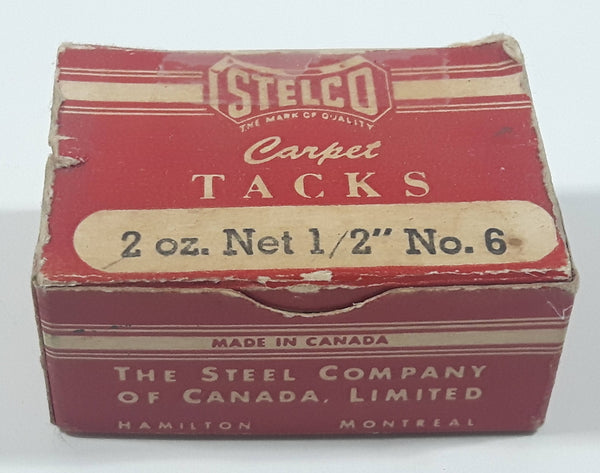 STELCO
THE MARK OF QUALITY
Carpet
TACKS
2 oz. Net 1/2" No. 6
MADE IN CANADA
THE STEEL COMPANY
OF CANADA, LIMITED
HAMILTON MONTREAL